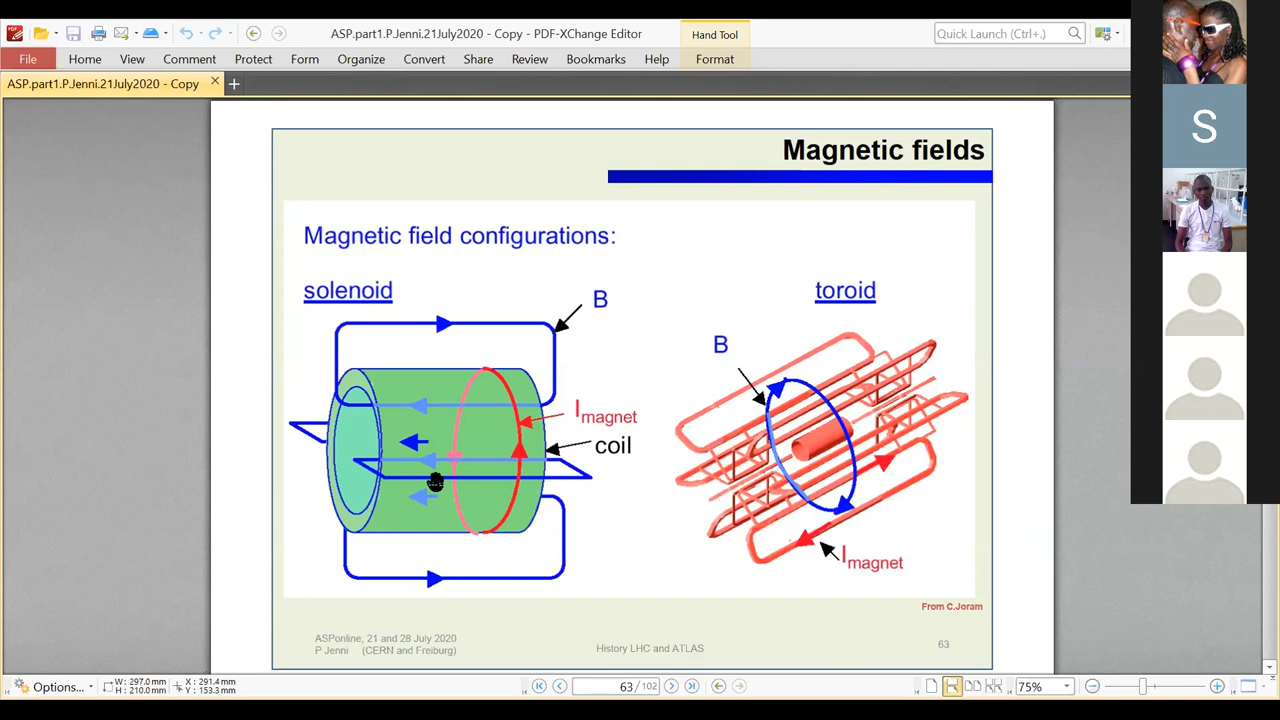 ASP.part1.P.Jenni.21July2020 - Copy - PDF-XChange Editor
Hand Tool
Quick Launch (Ctrl+.)
File
Home
View
Comment
Protect
Form
Organize
Convert
Share
Review
Bookmarks
Help
Format
ASP.part1.P.Jenni.21July2020 - Copy
Magnetic fields
Magnetic field configurations:
solenoid
toroid
B
B
Imagnet
coil
Imagnet
From C.Joram
ASPonline, 21 and 28 July 2020
P Jenni (CERN and Freiburg)
History LHC and ATLAS
63
S
Options...
W: 297.0 mm
H: 210.0 mm
X: 291.4 mm
Y: 153.3 mm
63 / 102
75%